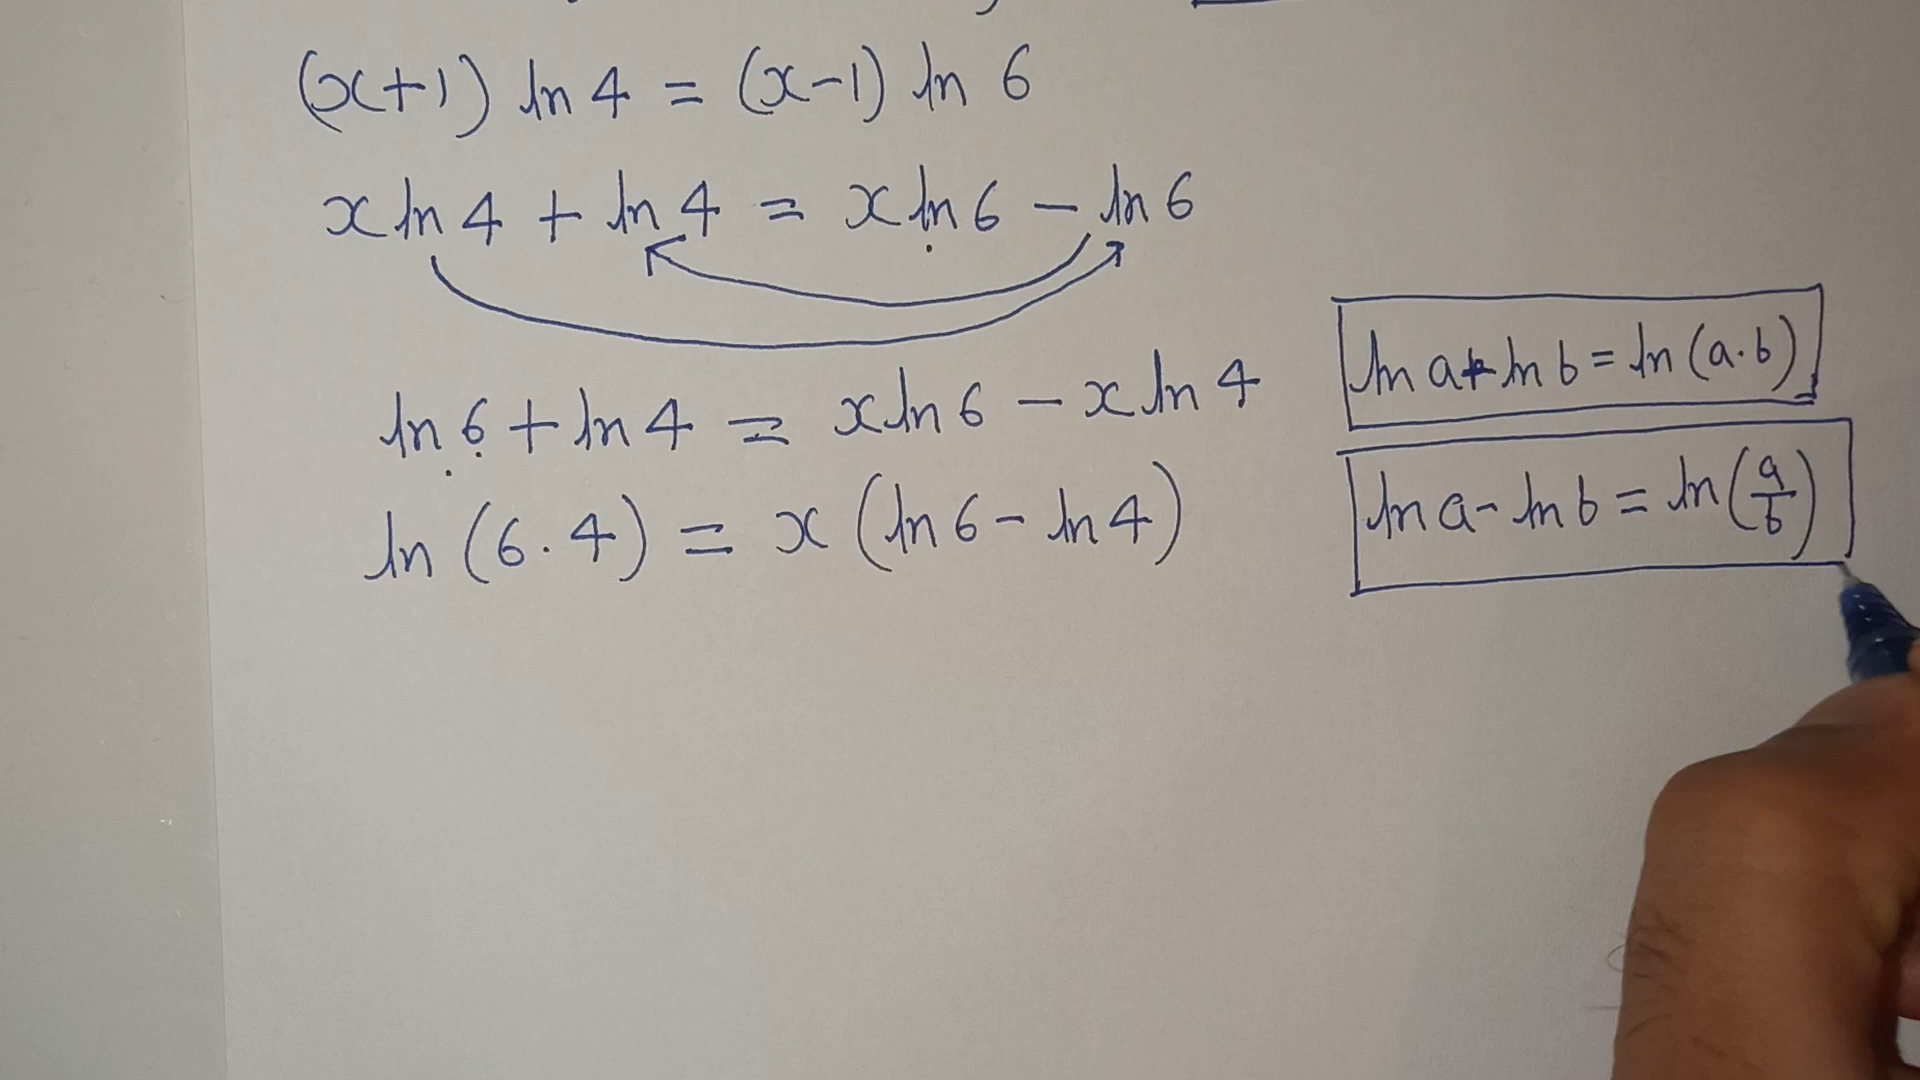 (x+1) ln 4 = (x-1) ln 6
x ln 4 + ln 4 = x ln 6 - ln 6
ln 6 + ln 4 = x ln 6 - x ln 4
ln (6.4) = x (ln 6 - ln 4)
ln a + ln b = ln (a.b)
ln a - ln b = ln (a/b)